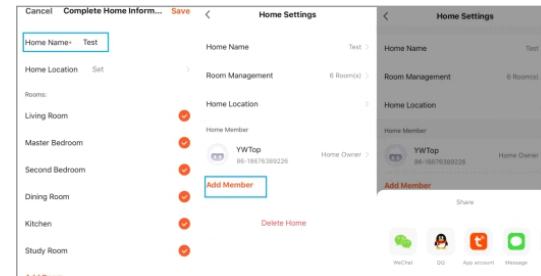 Cancel Complete Home Inform... Save
Home Name* Test
Home Location Set
Rooms:
Living Room
Master Bedroom
Second Bedroom
Dining Room
Kitchen
Study Room
Home Settings
Home Name Test
Room Management 6 Room(s)
Home Location
Home Member
YWTop
86-18676389226
Home Owner
Add Member
Delete Home
Home Settings
Home Name Test
Room Management 6 Room(s)
Home Location
Home Member
YWTop
86-18676389226
Home Owner
Add Member
Share
WeChat QQ App account Message